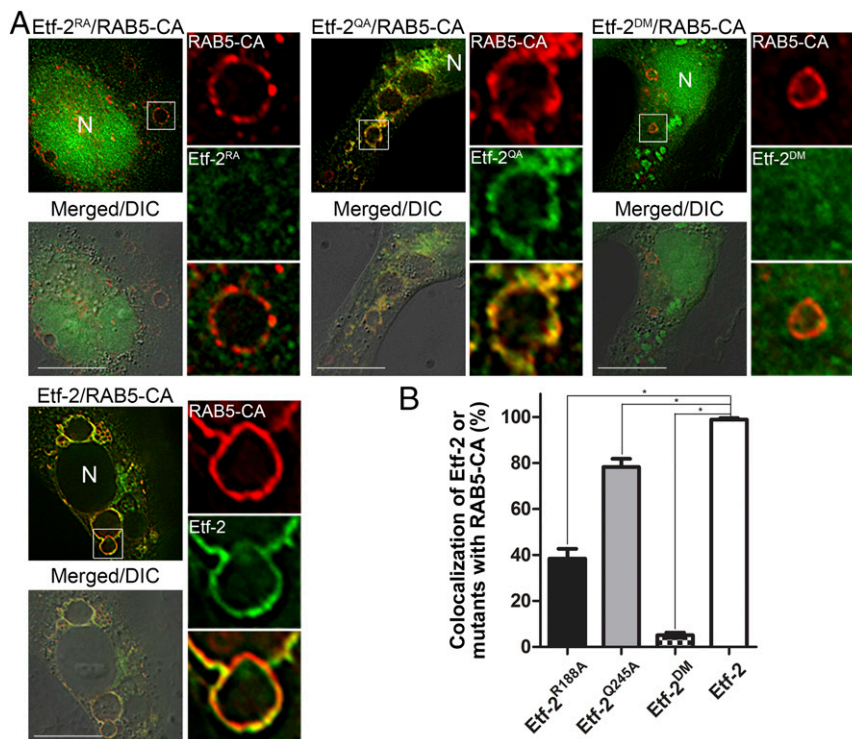 A
Etf-2RA/RAB5-CA
RAB5-CA
N
Etf-2RA
Merged/DIC
Etf-2QA/RAB5-CA
RAB5-CA
N
Etf-2QA
Merged/DIC
Etf-2DM/RAB5-CA
RAB5-CA
N
Etf-2DM
Merged/DIC
Etf-2/RAB5-CA
RAB5-CA
N
Etf-2
Merged/DIC
B
Colocalization of Etf-2 or
mutants with RAB5-CA (%)
100
80
60
40
20
0
*
*
*
Etf-2R188A
Etf-2Q245A
Etf-2DM
Etf-2